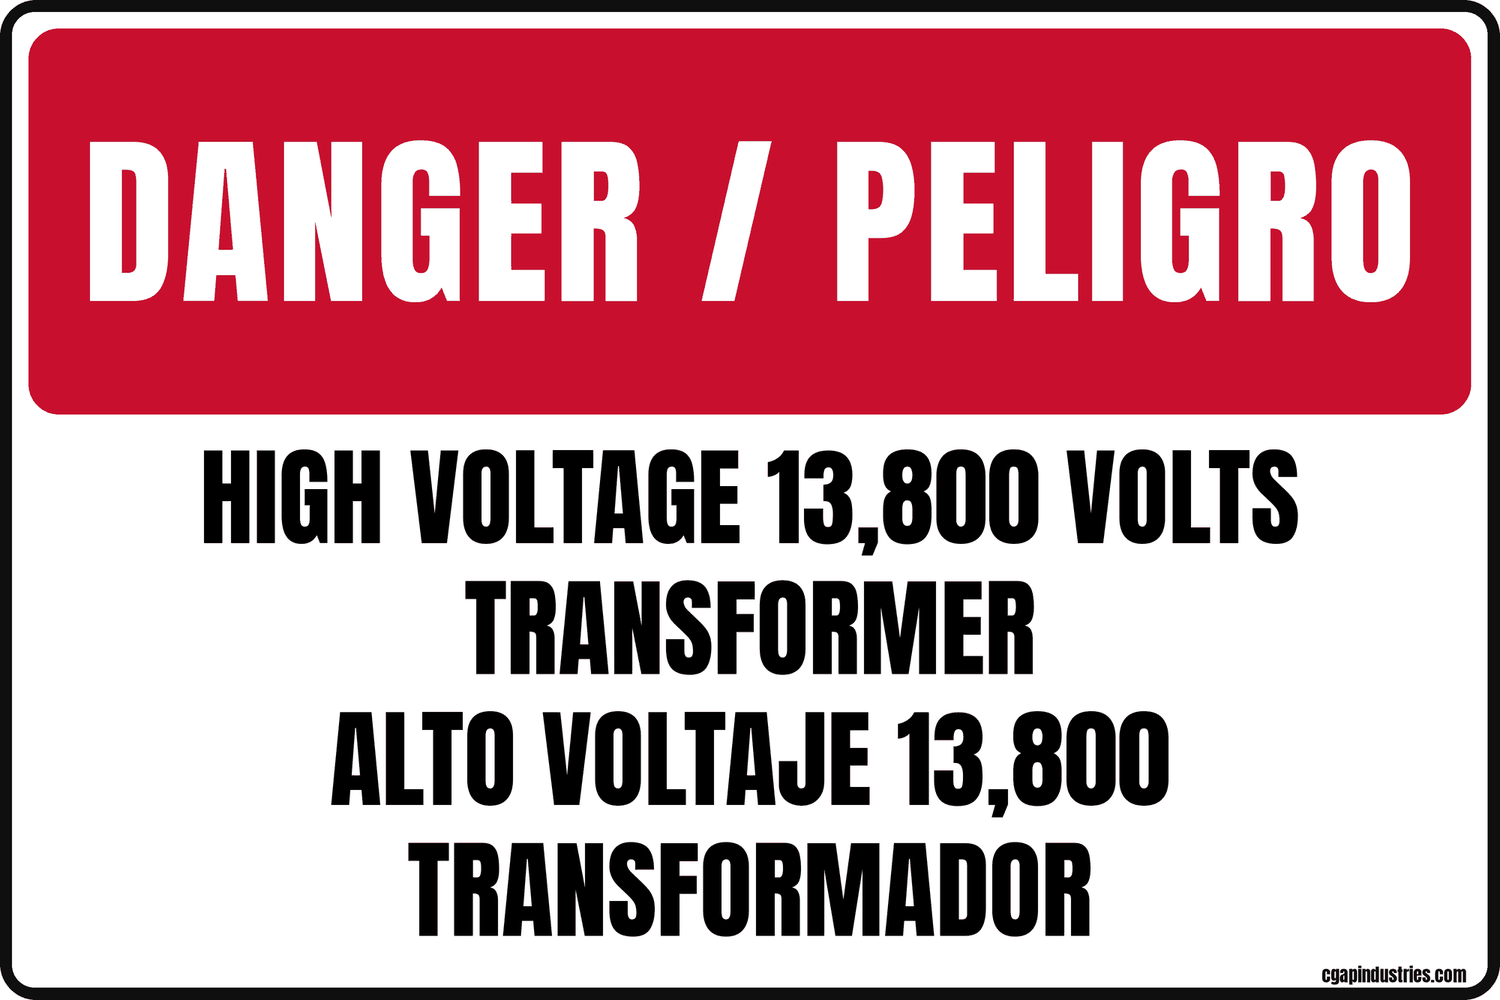 DANGER / PELIGRO
HIGH VOLTAGE 13,800 VOLTS
TRANSFORMER
ALTO VOLTAJE 13,800
TRANSFORMADOR
cgapindustries.com